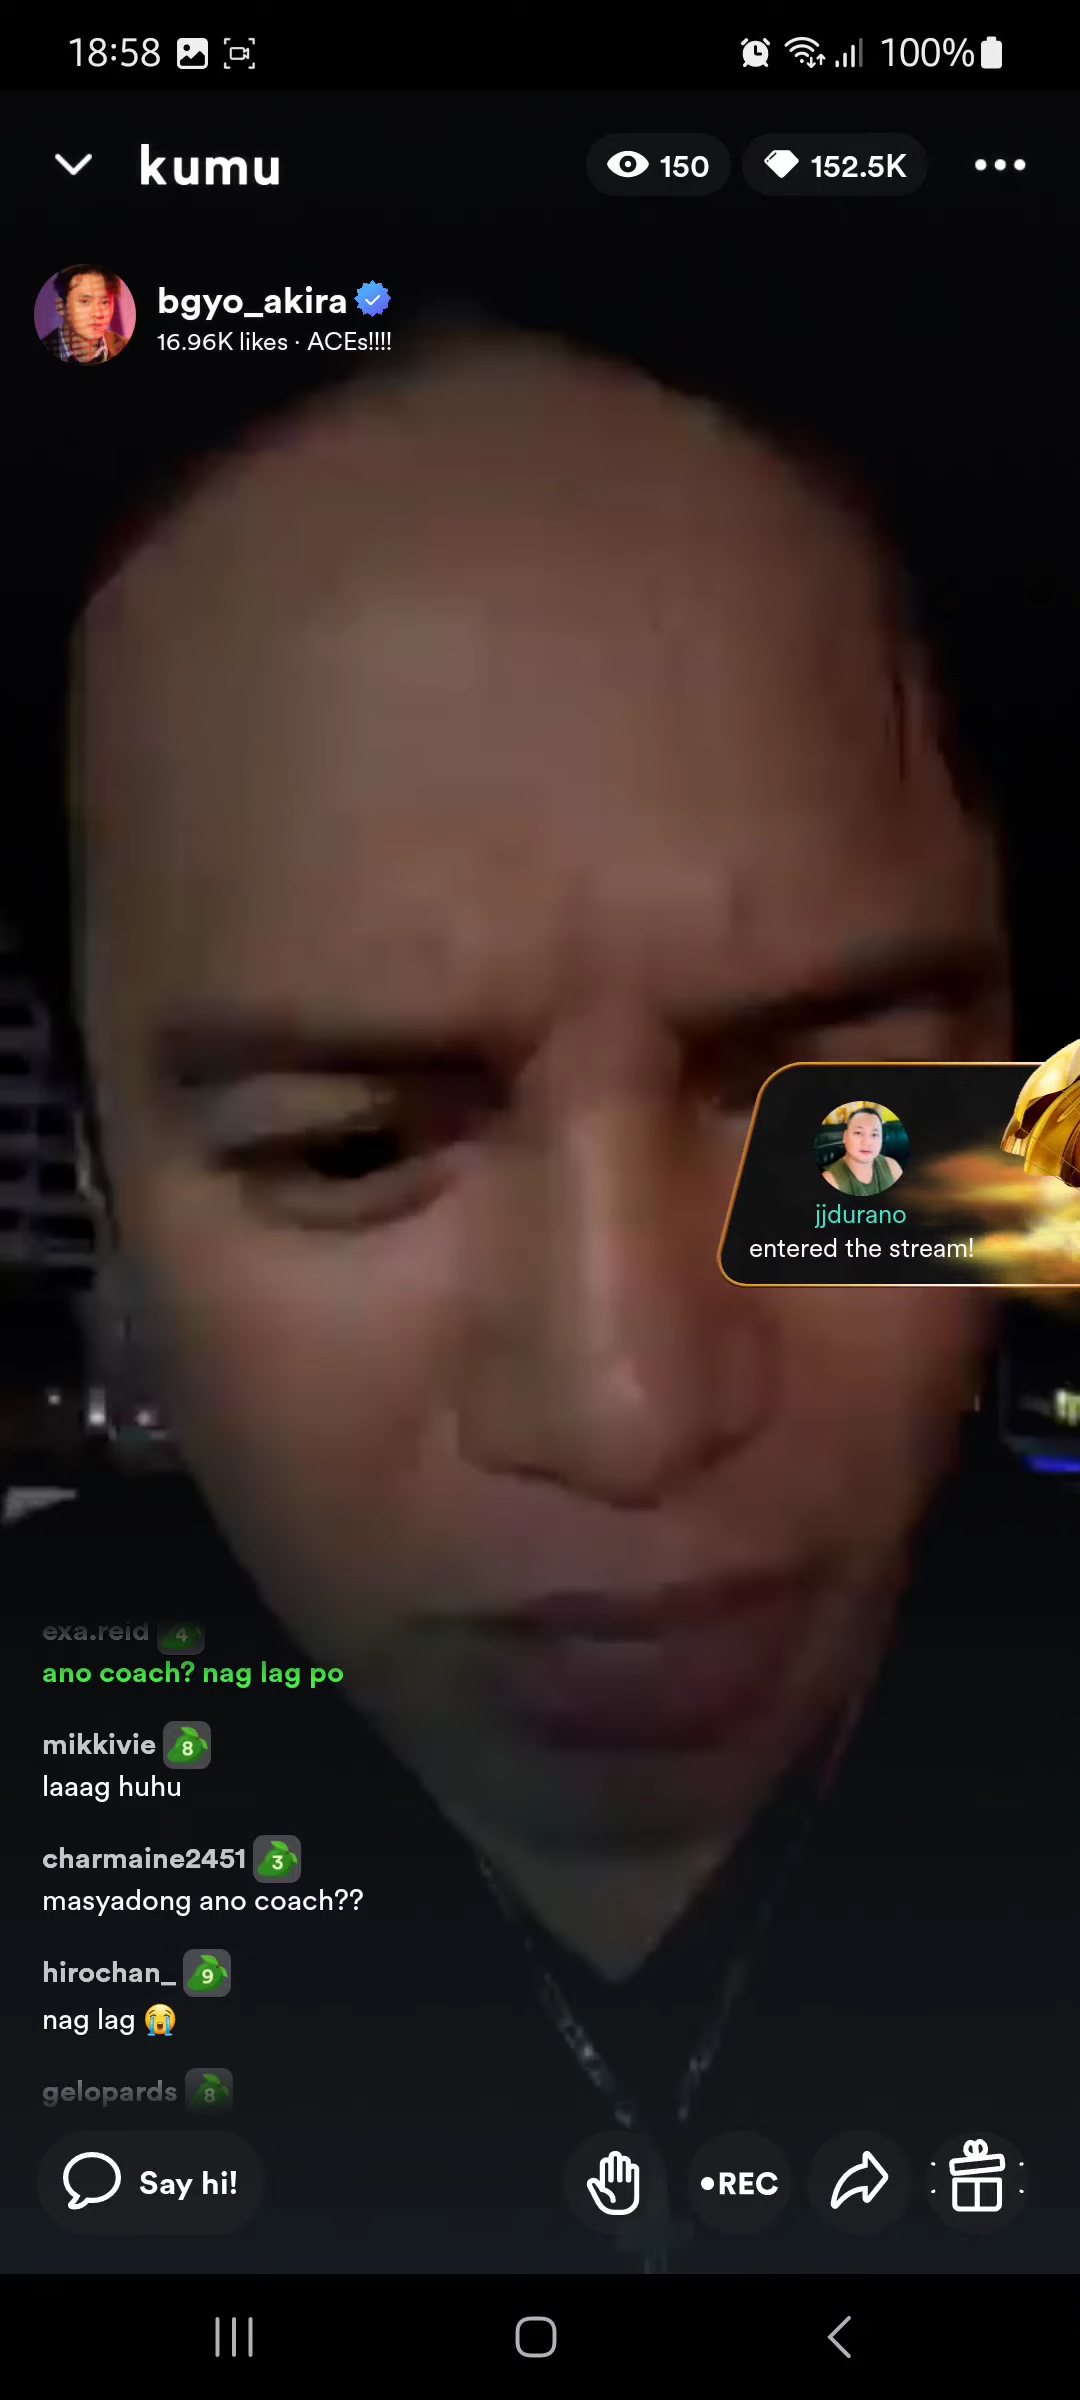 18:58
100%
kumu
150
152.5K
bgyo_akira
16.96K likes · ACEs!!!!
jjdurano
entered the stream!
exa.reid 4
ano coach? nag lag po
mikkivie 8
laaag huhu
charmaine2451 3
masyadong ano coach??
hirochan_ 9
nag lag 😭
gelopards 8
Say hi!
•REC